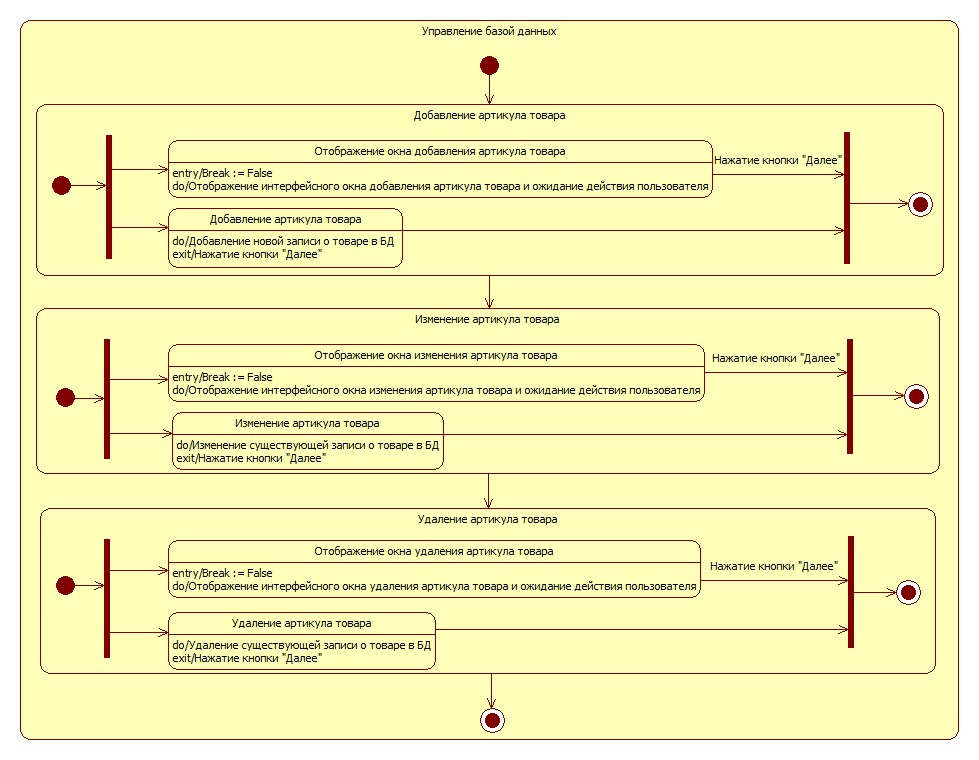 Управление базой данных
Добавление артикула товара
Отображение окна добавления артикула товара
entry/Break := False
do/Отображение интерфейсного окна добавления артикула товара и ожидание действия пользователя
Нажатие кнопки "Далее"
Добавление артикула товара
do/Добавление новой записи о товаре в БД
exit/Нажатие кнопки "Далее"
Изменение артикула товара
Отображение окна изменения артикула товара
entry/Break := False
do/Отображение интерфейсного окна изменения артикула товара и ожидание действия пользователя
Нажатие кнопки "Далее"
Изменение артикула товара
do/Изменение существующей записи о товаре в БД
exit/Нажатие кнопки "Далее"
Удаление артикула товара
Отображение окна удаления артикула товара
entry/Break := False
do/Отображение интерфейсного окна удаления артикула товара и ожидание действия пользователя
Нажатие кнопки "Далее"
Удаление артикула товара
do/Удаление существующей записи о товаре в БД
exit/Нажатие кнопки "Далее"